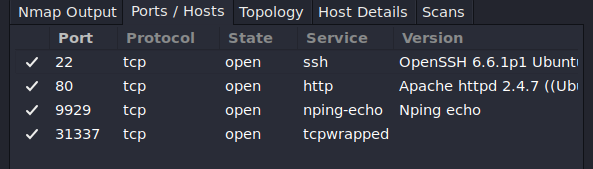 Nmap Output Ports / Hosts Topology Host Details Scans
Port Protocol State Service Version
22 tcp open ssh OpenSSH 6.6.1p1 Ubuntu
80 tcp open http Apache httpd 2.4.7 ((Ubu
9929 tcp open nping-echo Nping echo
31337 tcp open tcpwrapped